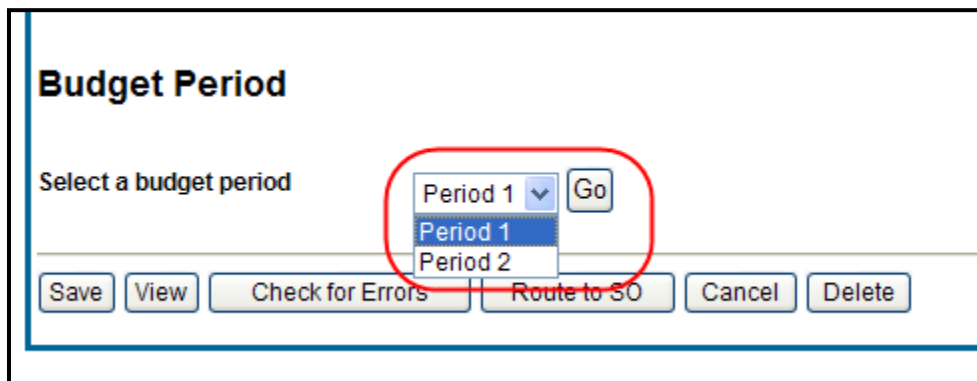 Budget Period
Select a budget period
Period 1 Go
Period 1
Period 2
Save View Check for Errors Route to SO Cancel Delete